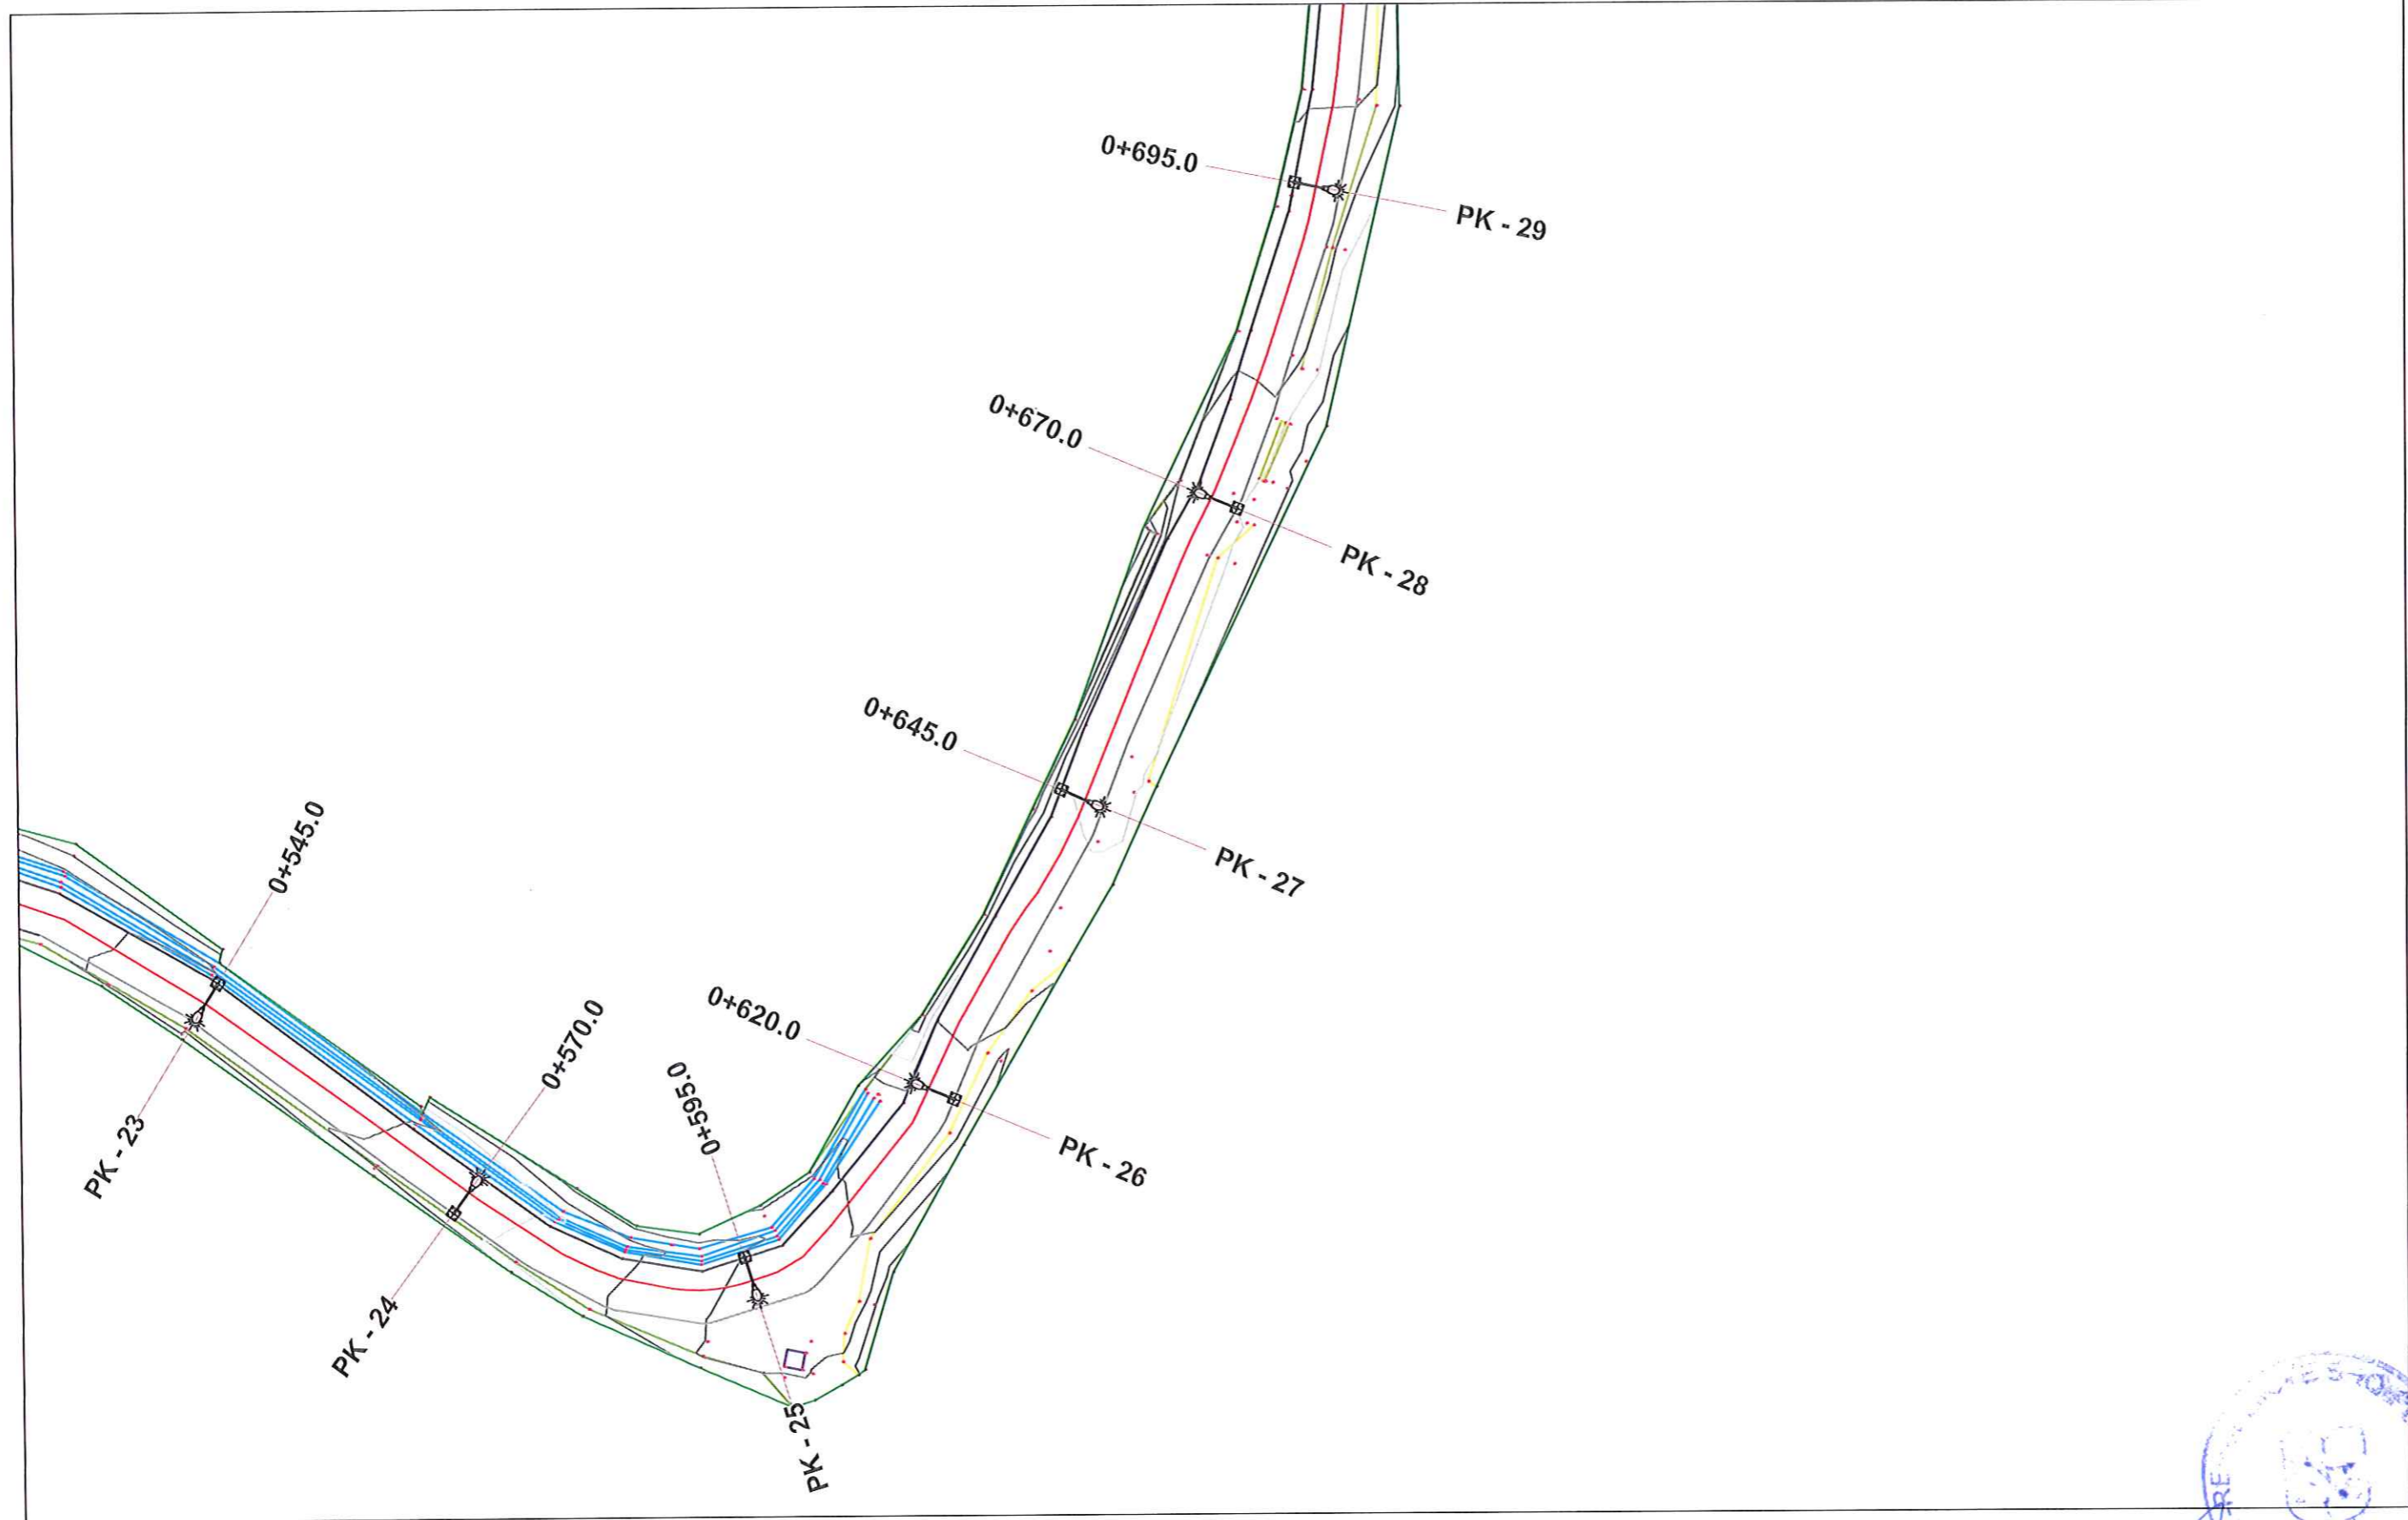 0+695.0
PK - 29
0+670.0
PK - 28
0+645.0
PK - 27
0+545.0
0+570.0
0+620.0
0+595.0
PK - 26
PK - 23
PK - 24
PK - 25
RE